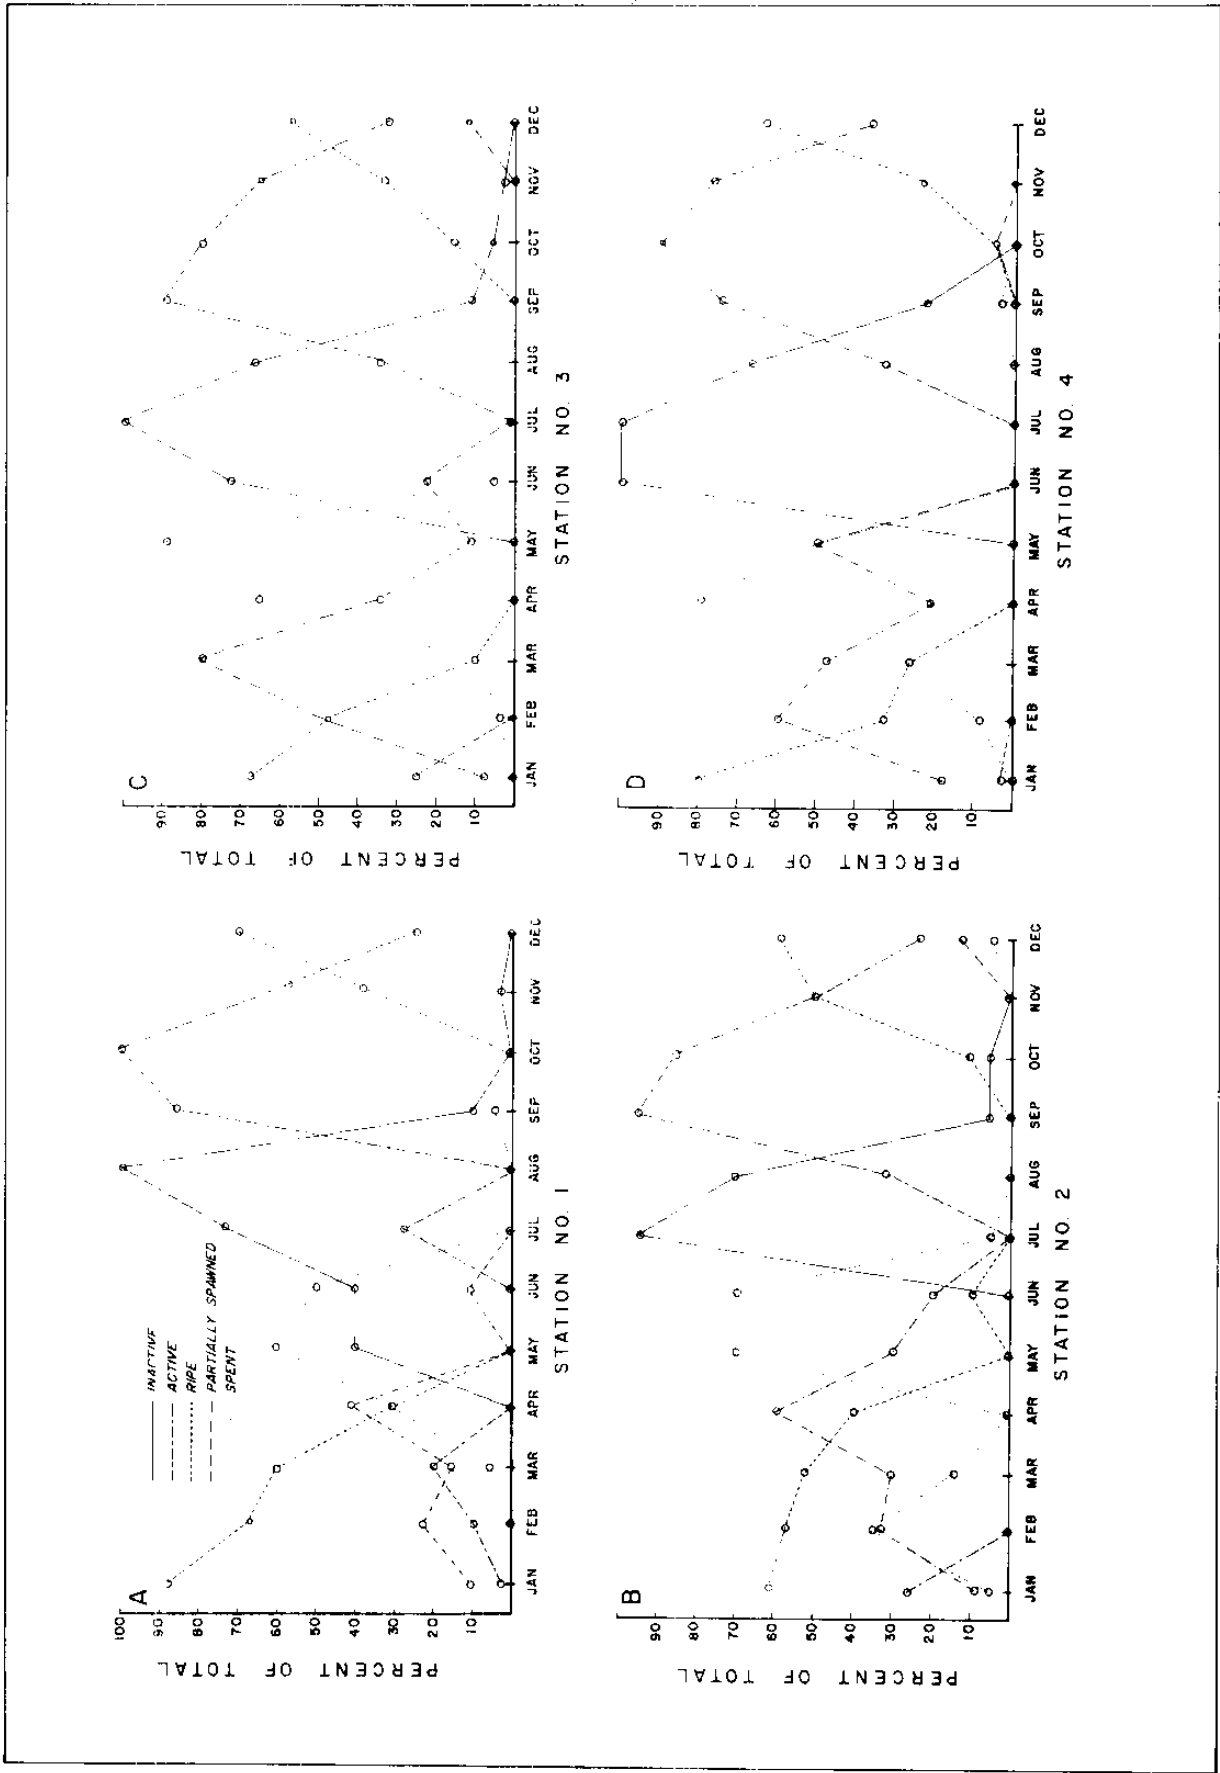 A
INACTIVE
ACTIVE
RIPE
PARTIALLY SPAWNED
SPENT
PERCENT OF TOTAL
100
90
80
70
60
50
40
30
20
10
JAN FEB MAR APR MAY JUN JUL AUG SEP OCT NOV DEC
STATION NO. 1
B
PERCENT OF TOTAL
90
80
70
60
50
40
30
20
10
JAN FEB MAR APR MAY JUN JUL AUG SEP OCT NOV DEC
STATION NO. 2
C
PERCENT OF TOTAL
90
80
70
60
50
40
30
20
10
JAN FEB MAR APR MAY JUN JUL AUG SEP OCT NOV DEC
STATION NO. 3
D
PERCENT OF TOTAL
90
80
70
60
50
40
30
20
10
JAN FEB MAR APR MAY JUN JUL AUG SEP OCT NOV DEC
STATION NO. 4